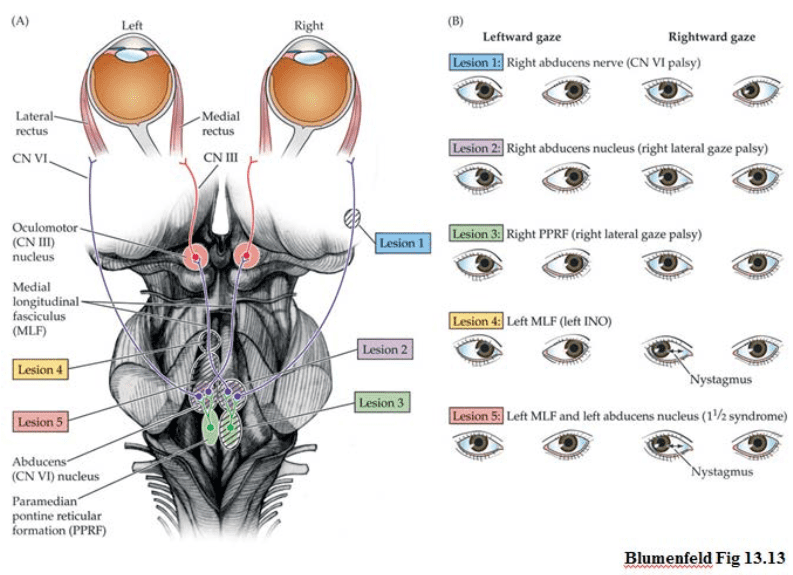 (A)
Left
Right
Lateral
rectus
Medial
rectus
CN VI
CN III
Lesion 1
Oculomotor
(CN III)
nucleus
Medial
longitudinal
fasciculus
(MLF)
Lesion 2
Lesion 4
Lesion 3
Lesion 5
Abducens
(CN VI) nucleus
Paramedian
pontine reticular
formation (PPRF)
(B)
Leftward gaze
Rightward gaze
Lesion 1: Right abducens nerve (CN VI palsy)
Lesion 2: Right abducens nucleus (right lateral gaze palsy)
Lesion 3: Right PPRF (right lateral gaze palsy)
Lesion 4: Left MLF (left INO)
Nystagmus
Lesion 5: Left MLF and left abducens nucleus (1 1/2 syndrome)
Nystagmus
Blumenfeld Fig 13.13